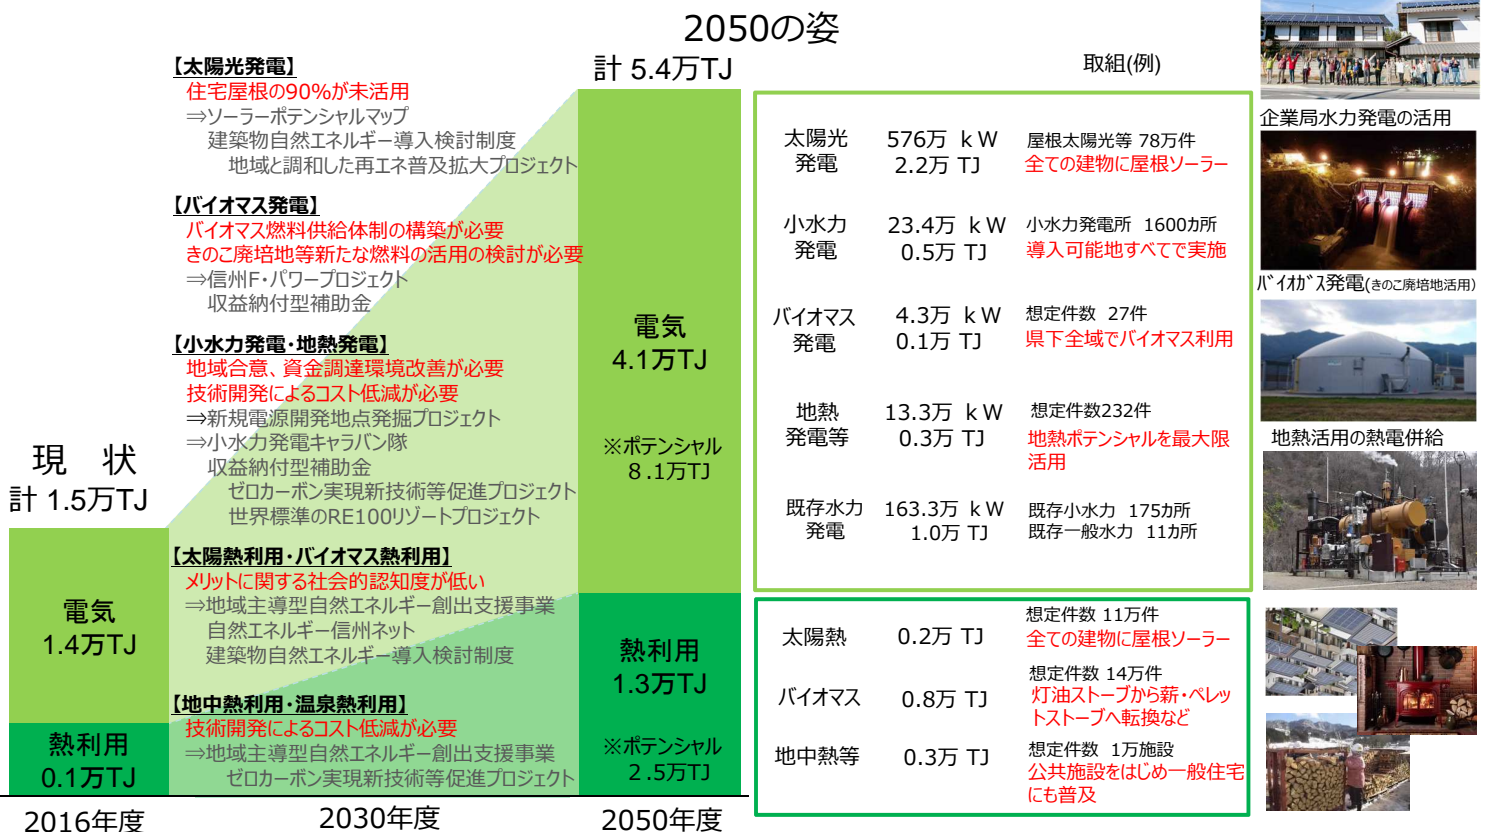 2050の姿
計 5.4万TJ
取組(例)
【太陽光発電】
住宅屋根の90%が未活用
⇒ソーラーポテンシャルマップ
建築物自然エネルギー導入検討制度
地域と調和した再エネ普及拡大プロジェクト
【バイオマス発電】
バイオマス燃料供給体制の構築が必要
きのこ廃培地等新たな燃料の活用の検討が必要
⇒信州F・パワープロジェクト
収益納付型補助金
【小水力発電・地熱発電】
地域合意、資金調達環境改善が必要
技術開発によるコスト低減が必要
⇒新規電源開発地点発掘プロジェクト
⇒小水力発電キャラバン隊
収益納付型補助金
ゼロカーボン実現新技術等促進プロジェクト
世界標準のRE100リゾートプロジェクト
【太陽熱利用・バイオマス熱利用】
メリットに関する社会的認知度が低い
⇒地域主導型自然エネルギー創出支援事業
自然エネルギー信州ネット
建築物自然エネルギー導入検討制度
【地中熱利用・温泉熱利用】
技術開発によるコスト低減が必要
⇒地域主導型自然エネルギー創出支援事業
ゼロカーボン実現新技術等促進プロジェクト
現 状
計 1.5万TJ
電気
1.4万TJ
熱利用
0.1万TJ
電気
4.1万TJ
※ポテンシャル
8.1万TJ
熱利用
1.3万TJ
※ポテンシャル
2.5万TJ
2016年度
2030年度
2050年度
太陽光 576万 kW 屋根太陽光等 78万件
発電 2.2万 TJ 全ての建物に屋根ソーラー
小水力 23.4万 kW 小水力発電所 1600カ所
発電 0.5万 TJ 導入可能地すべてで実施
バイオマス 4.3万 kW 想定件数 27件
発電 0.1万 TJ 県下全域でバイオマス利用
地熱 13.3万 kW 想定件数232件
発電等 0.3万 TJ 地熱ポテンシャルを最大限
活用
既存水力 163.3万 kW 既存小水力 175カ所
発電 1.0万 TJ 既存一般水力 11カ所
想定件数 11万件
太陽熱 0.2万 TJ 全ての建物に屋根ソーラー
想定件数 14万件
バイオマス 0.8万 TJ 灯油ストーブから薪・ペレッ
トストーブへ転換など
地中熱等 0.3万 TJ 想定件数 1万施設
公共施設をはじめ一般住宅
にも普及
企業局水力発電の活用
バイオガス発電(きのこ廃培地活用)
地熱活用の熱電併給